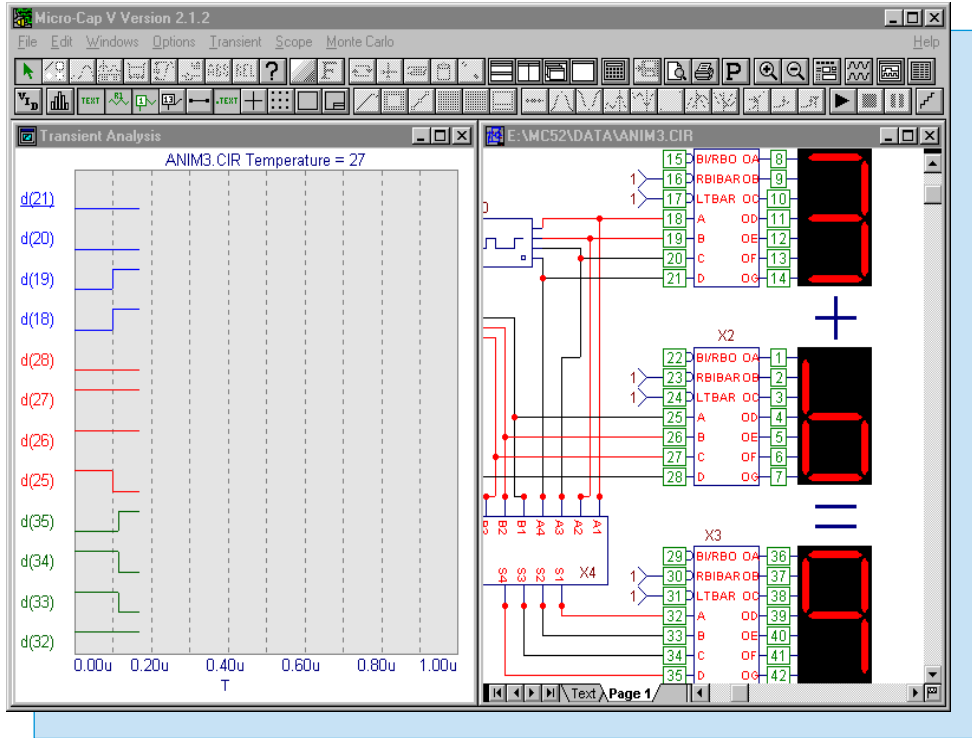 Micro-Cap V Version 2.1.2
File Edit Windows Options Transient Scope Monte Carlo Help
ABS REL ? F P
TEXT R1 1 13 .TEXT
Transient Analysis
ANIM3.CIR Temperature = 27
d(21)
d(20)
d(19)
d(18)
d(28)
d(27)
d(26)
d(25)
d(35)
d(34)
d(33)
d(32)
0.00u 0.20u 0.40u 0.60u 0.80u 1.00u
T
E:\MC52\DATA\ANIM3.CIR
15 BI/RBO OA 8
1 16 RBIBAR OB 9
1 17 LTBAR OC 10
18 A OD 11
19 B OE 12
20 C OF 13
21 D OG 14
+
X2
22 BI/RBO OA 1
1 23 RBIBAR OB 2
1 24 LTBAR OC 3
25 A OD 4
26 B OE 5
27 C OF 6
28 D OG 7
=
B2 B1 A4 A3 A2 A1
S4 S3 S2 S1 X4
X3
29 BI/RBO OA 36
1 30 RBIBAR OB 37
1 31 LTBAR OC 38
32 A OD 39
33 B OE 40
34 C OF 41
35 D OG 42
Text Page 1